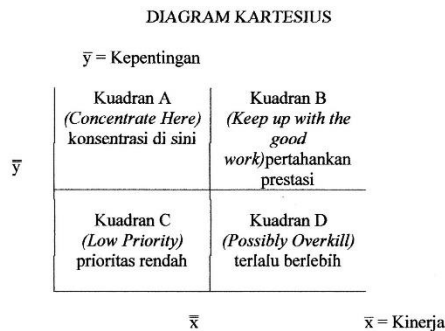 DIAGRAM KARTESIUS
y̅ = Kepentingan
Kuadran A
(Concentrate Here)
konsentrasi di sini
Kuadran B
(Keep up with the
good
work)pertahankan
prestasi
y̿
Kuadran C
(Low Priority)
prioritas rendah
Kuadran D
(Possibly Overkill)
terlalu berlebih
x̿
x̅ = Kinerja